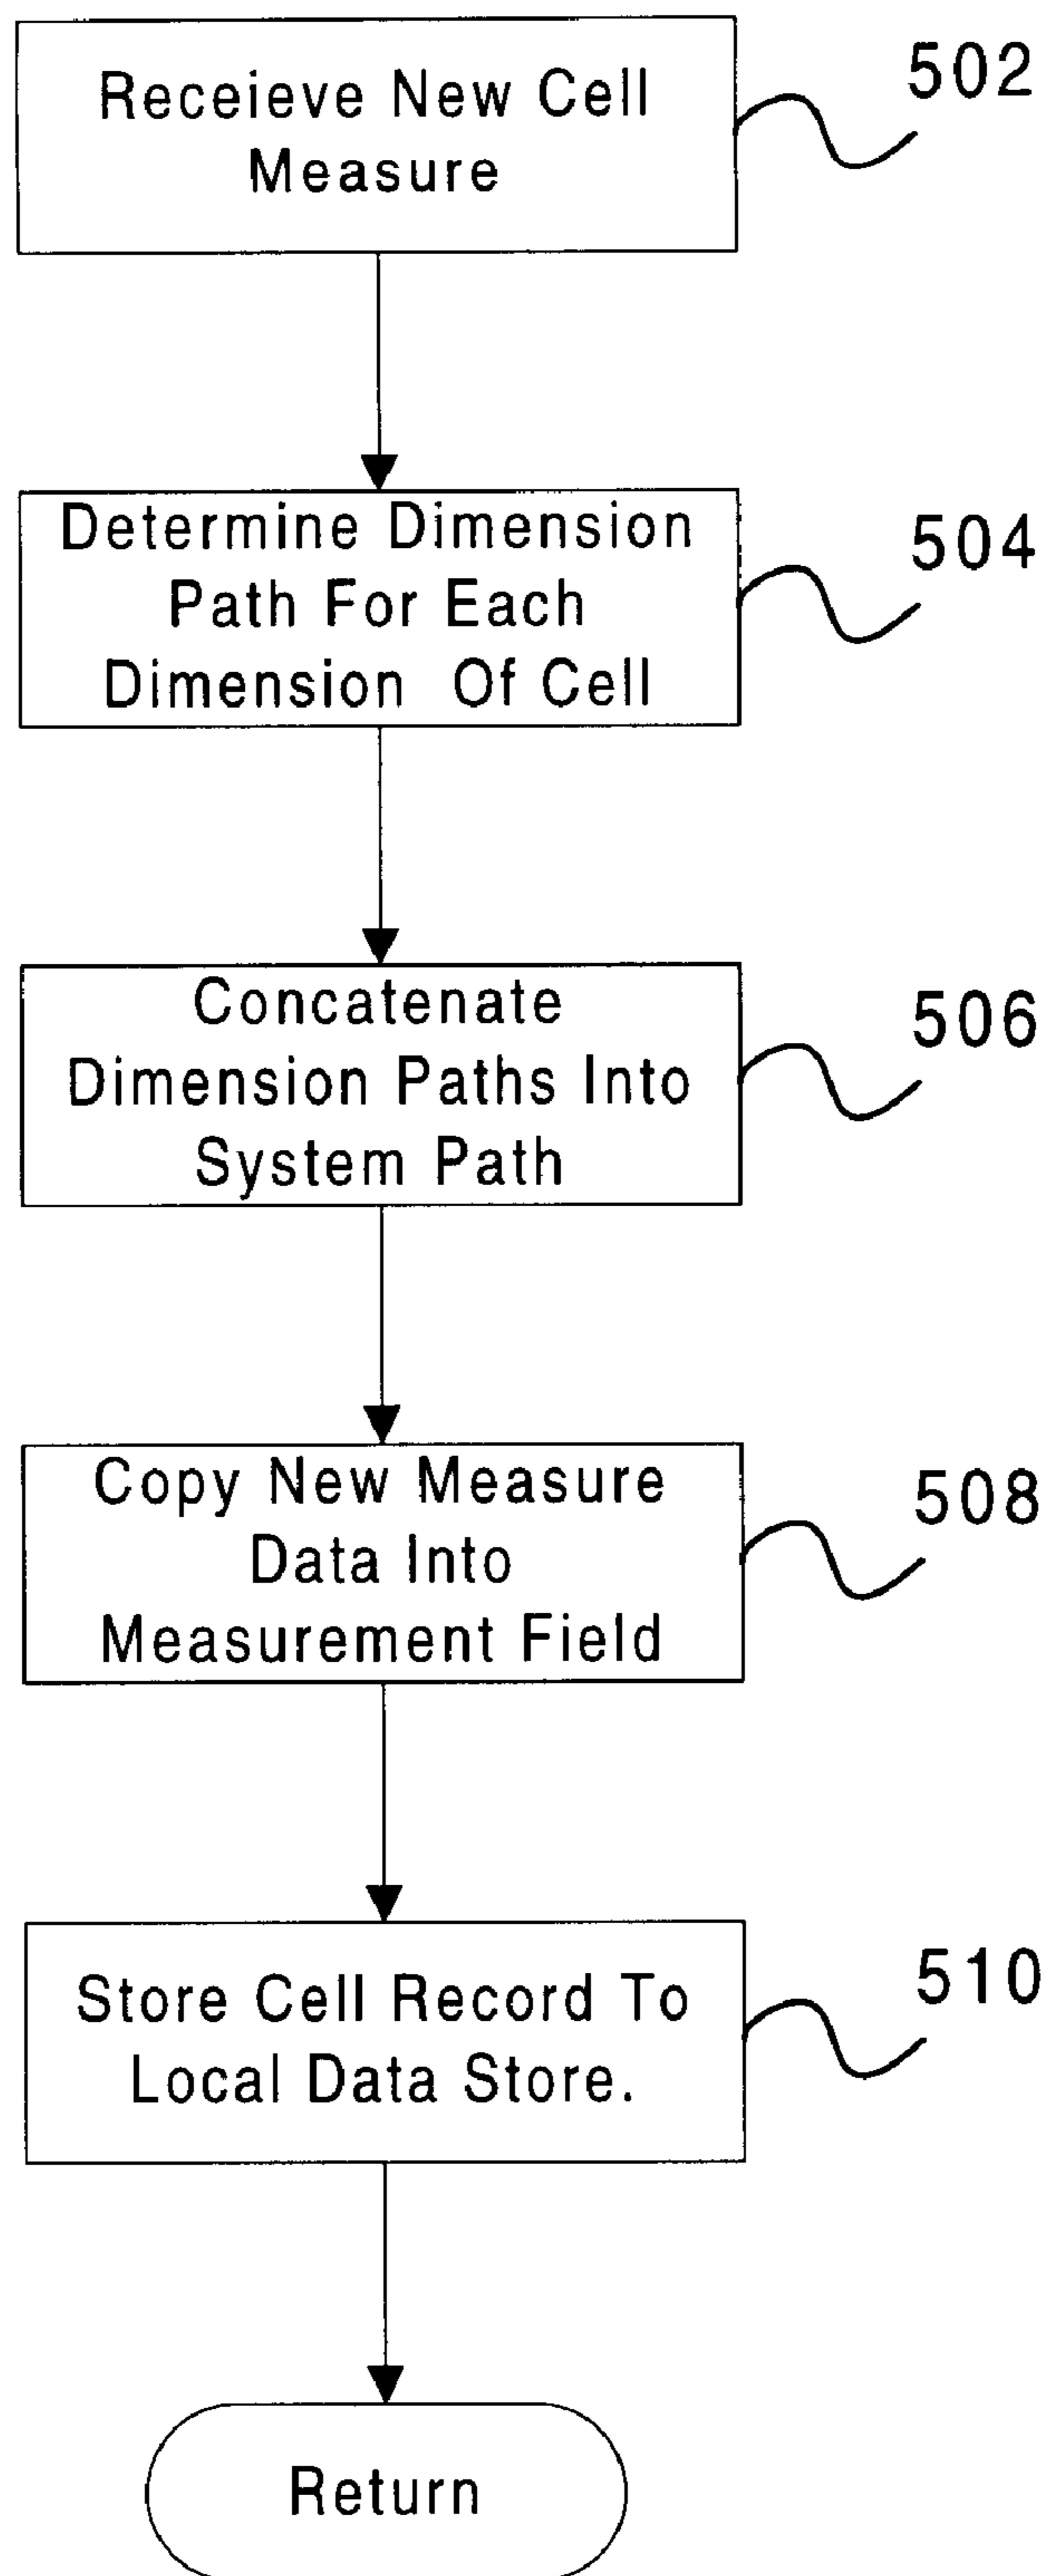 Receieve New Cell
Measure
502
Determine Dimension
Path For Each
Dimension Of Cell
504
Concatenate
Dimension Paths Into
System Path
506
Copy New Measure
Data Into
Measurement Field
508
Store Cell Record To
Local Data Store.
510
Return